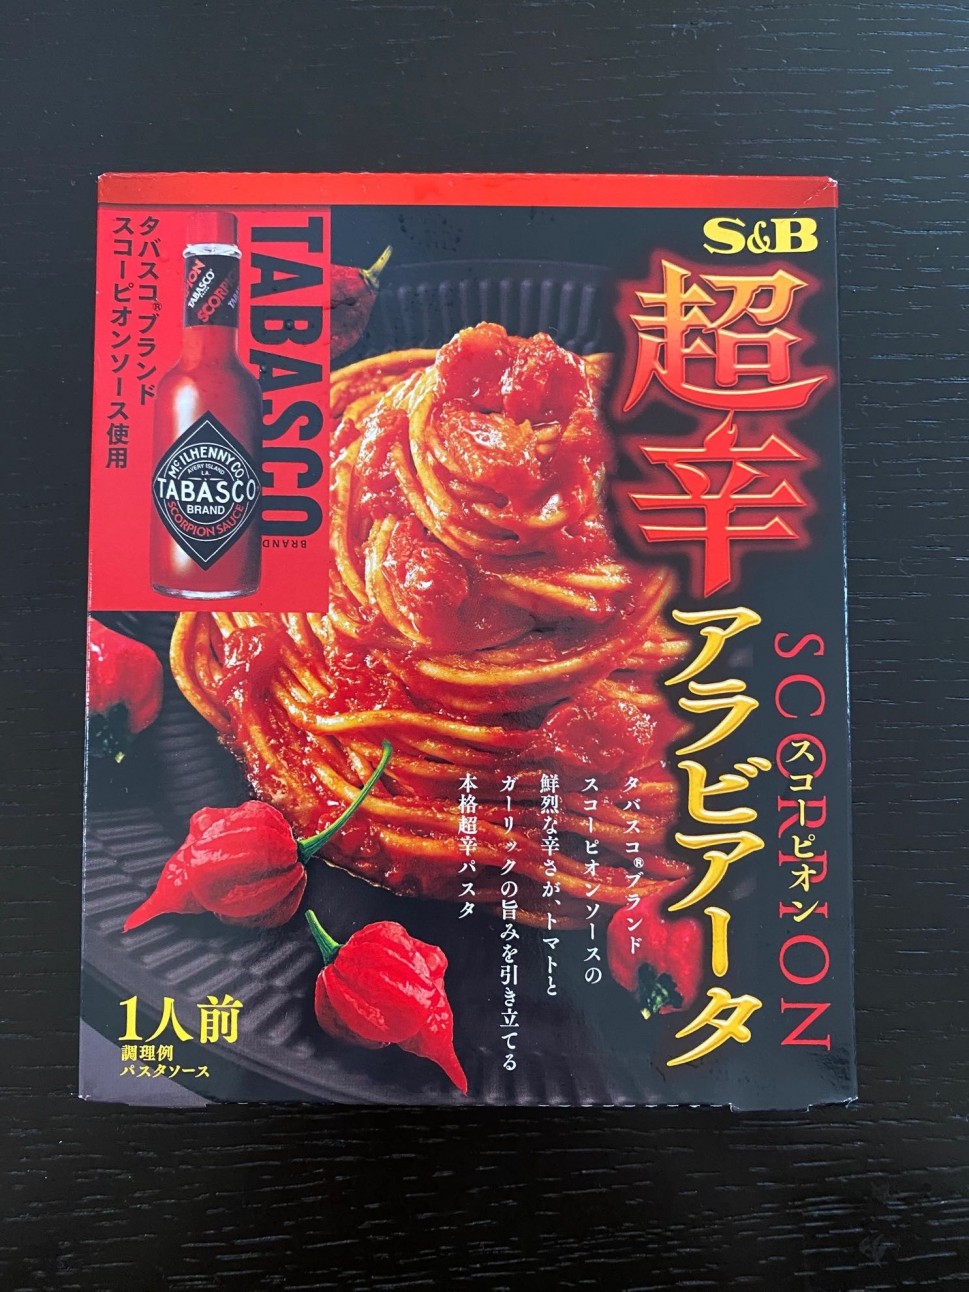 S&B
超辛
アラビアータ
SCORPION
スコーピオン
タバスコ®ブランド
スコーピオンソース使用
TABASCO
BRAND
TABASCO
SCORPION
McILHENNY CO.
AVERY ISLAND
LA.
TABASCO
BRAND
SCORPION SAUCE
タバスコ®ブランド
スコーピオンソースの
鮮烈な辛さが、トマトと
ガーリックの旨みを引き立てる
本格超辛パスタ
1人前
調理例
パスタソース